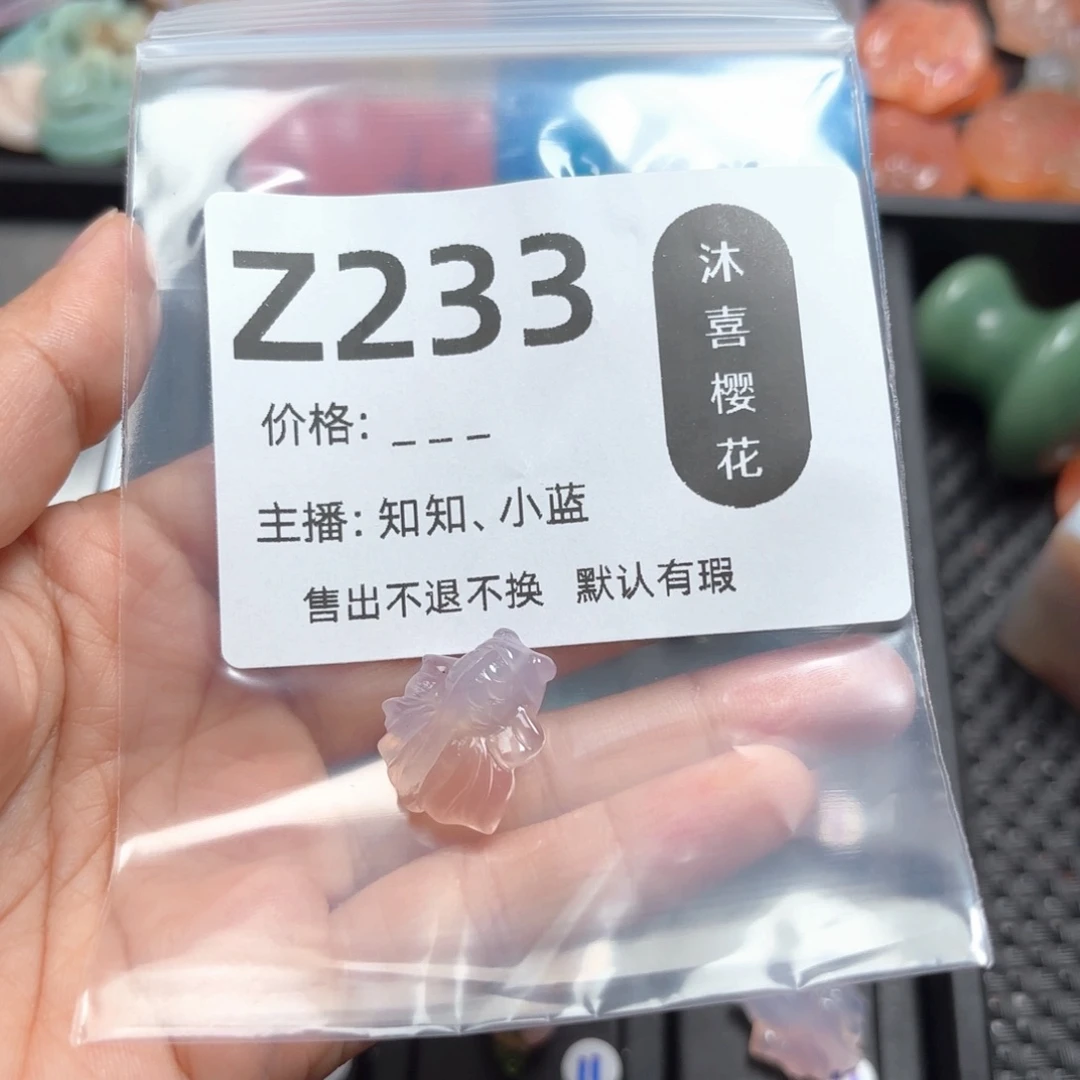 Z233
沐喜樱花
价格: _ _ _
主播: 知知、小蓝
售出不退不换 默认有瑕